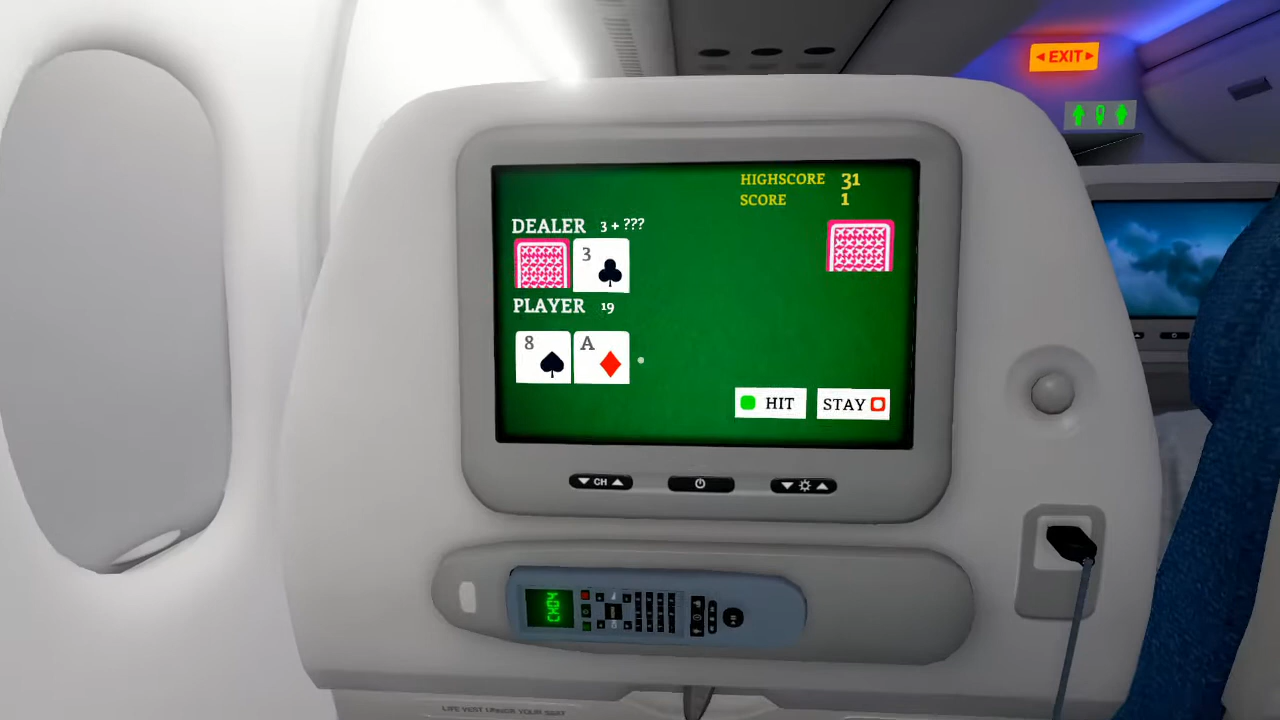 ◄ EXIT ►
HIGHSCORE 31
SCORE 1
DEALER 3 + ???
3
PLAYER 19
8 A
HIT STAY
CH
CH04
LIFE VEST UNDER YOUR SEAT